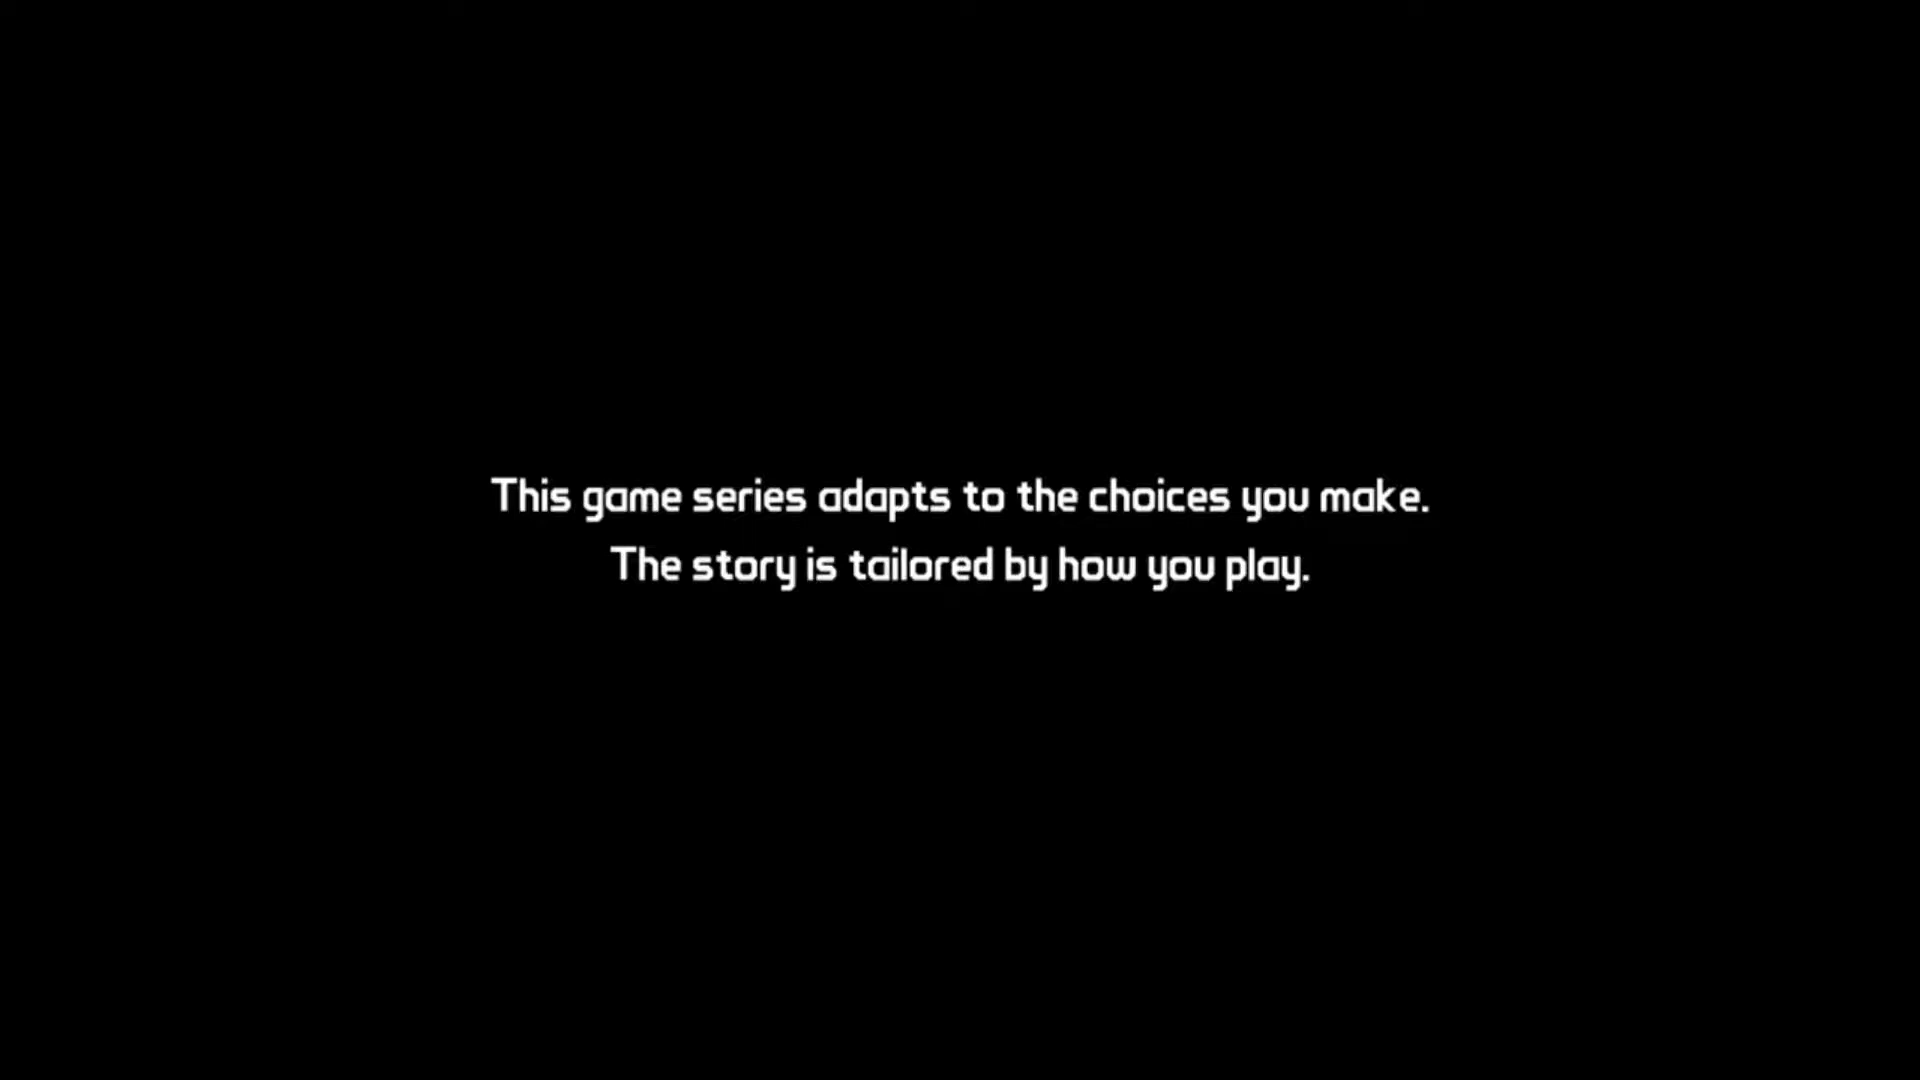 This game series adapts to the choices you make.
The story is tailored by how you play.